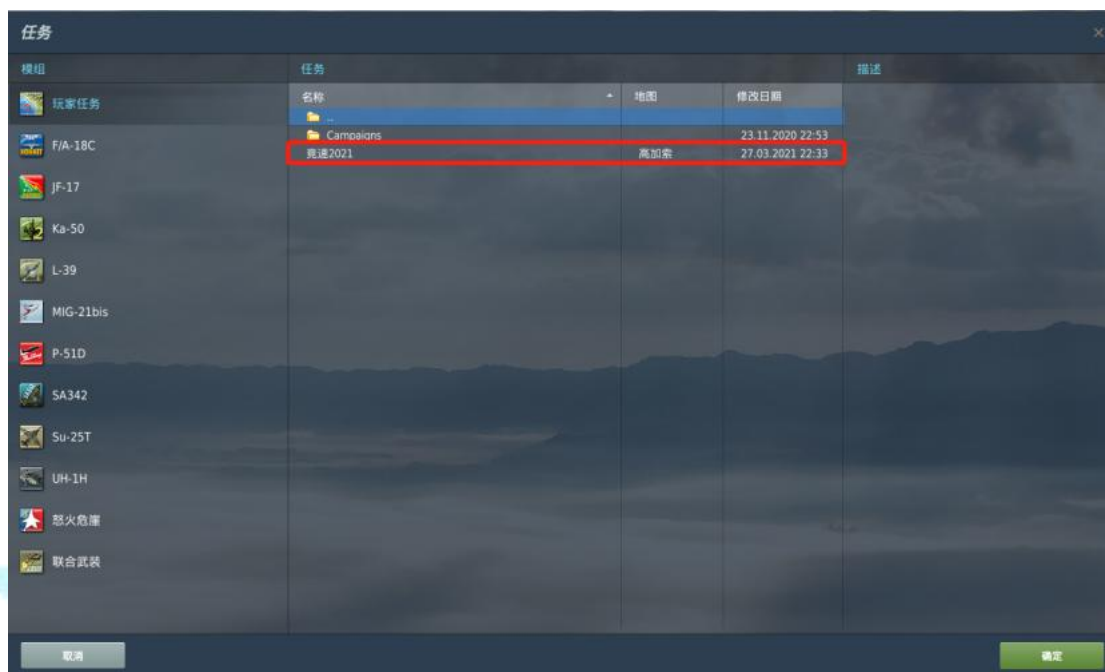 任务
模组
任务
描述
名称 地图 修改日期
..
Campaigns 23.11.2020 22:53
竞速2021 高加索 27.03.2021 22:33
玩家任务
F/A-18C
JF-17
Ka-50
L-39
MIG-21bis
P-51D
SA342
Su-25T
UH-1H
怒火危崖
联合武装
取消
确定